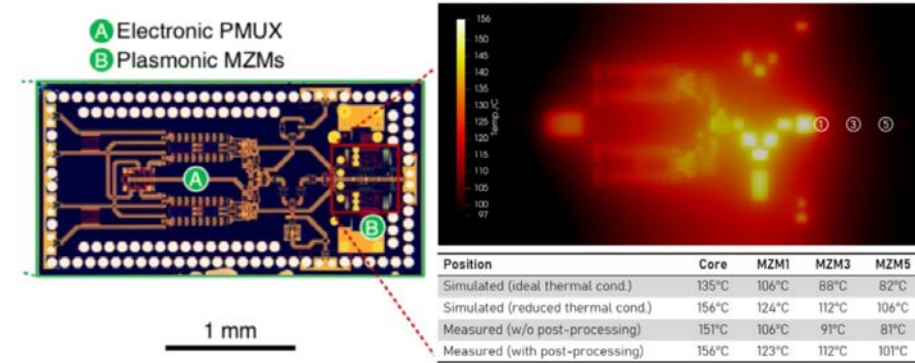 A Electronic PMUX
B Plasmonic MZMs
A
B
1 mm
156
150
145
140
135
130
125
120
115
110
105
100
97
Temp./C
1 3 5
Position Core MZM1 MZM3 MZM5
Simulated (ideal thermal cond.) 135°C 106°C 88°C 82°C
Simulated (reduced thermal cond.) 156°C 124°C 112°C 106°C
Measured (w/o post-processing) 151°C 106°C 91°C 81°C
Measured (with post-processing) 156°C 123°C 112°C 101°C